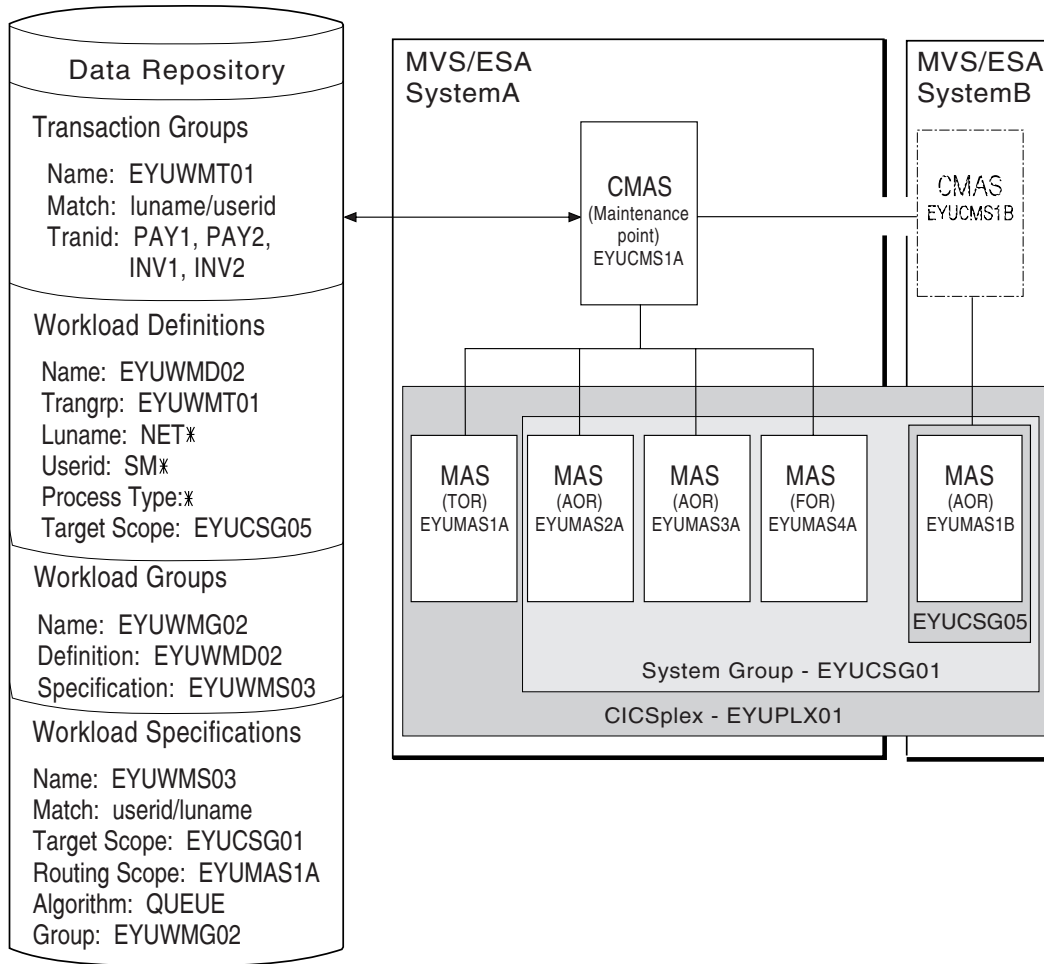 Data Repository
Transaction Groups
Name: EYUWMT01
Match: luname/userid
Tranid: PAY1, PAY2,
INV1, INV2
Workload Definitions
Name: EYUWMD02
Trangrp: EYUWMT01
Luname: NET*
Userid: SM*
Process Type:*
Target Scope: EYUCSG05
Workload Groups
Name: EYUWMG02
Definition: EYUWMD02
Specification: EYUWMS03
Workload Specifications
Name: EYUWMS03
Match: userid/luname
Target Scope: EYUCSG01
Routing Scope: EYUMAS1A
Algorithm: QUEUE
Group: EYUWMG02
MVS/ESA
SystemA
CMAS
(Maintenance
point)
EYUCMS1A
MVS/ESA
SystemB
CMAS
EYUCMS1B
MAS
(TOR)
EYUMAS1A
MAS
(AOR)
EYUMAS2A
MAS
(AOR)
EYUMAS3A
MAS
(FOR)
EYUMAS4A
MAS
(AOR)
EYUMAS1B
EYUCSG05
System Group - EYUCSG01
CICSplex - EYUPLX01